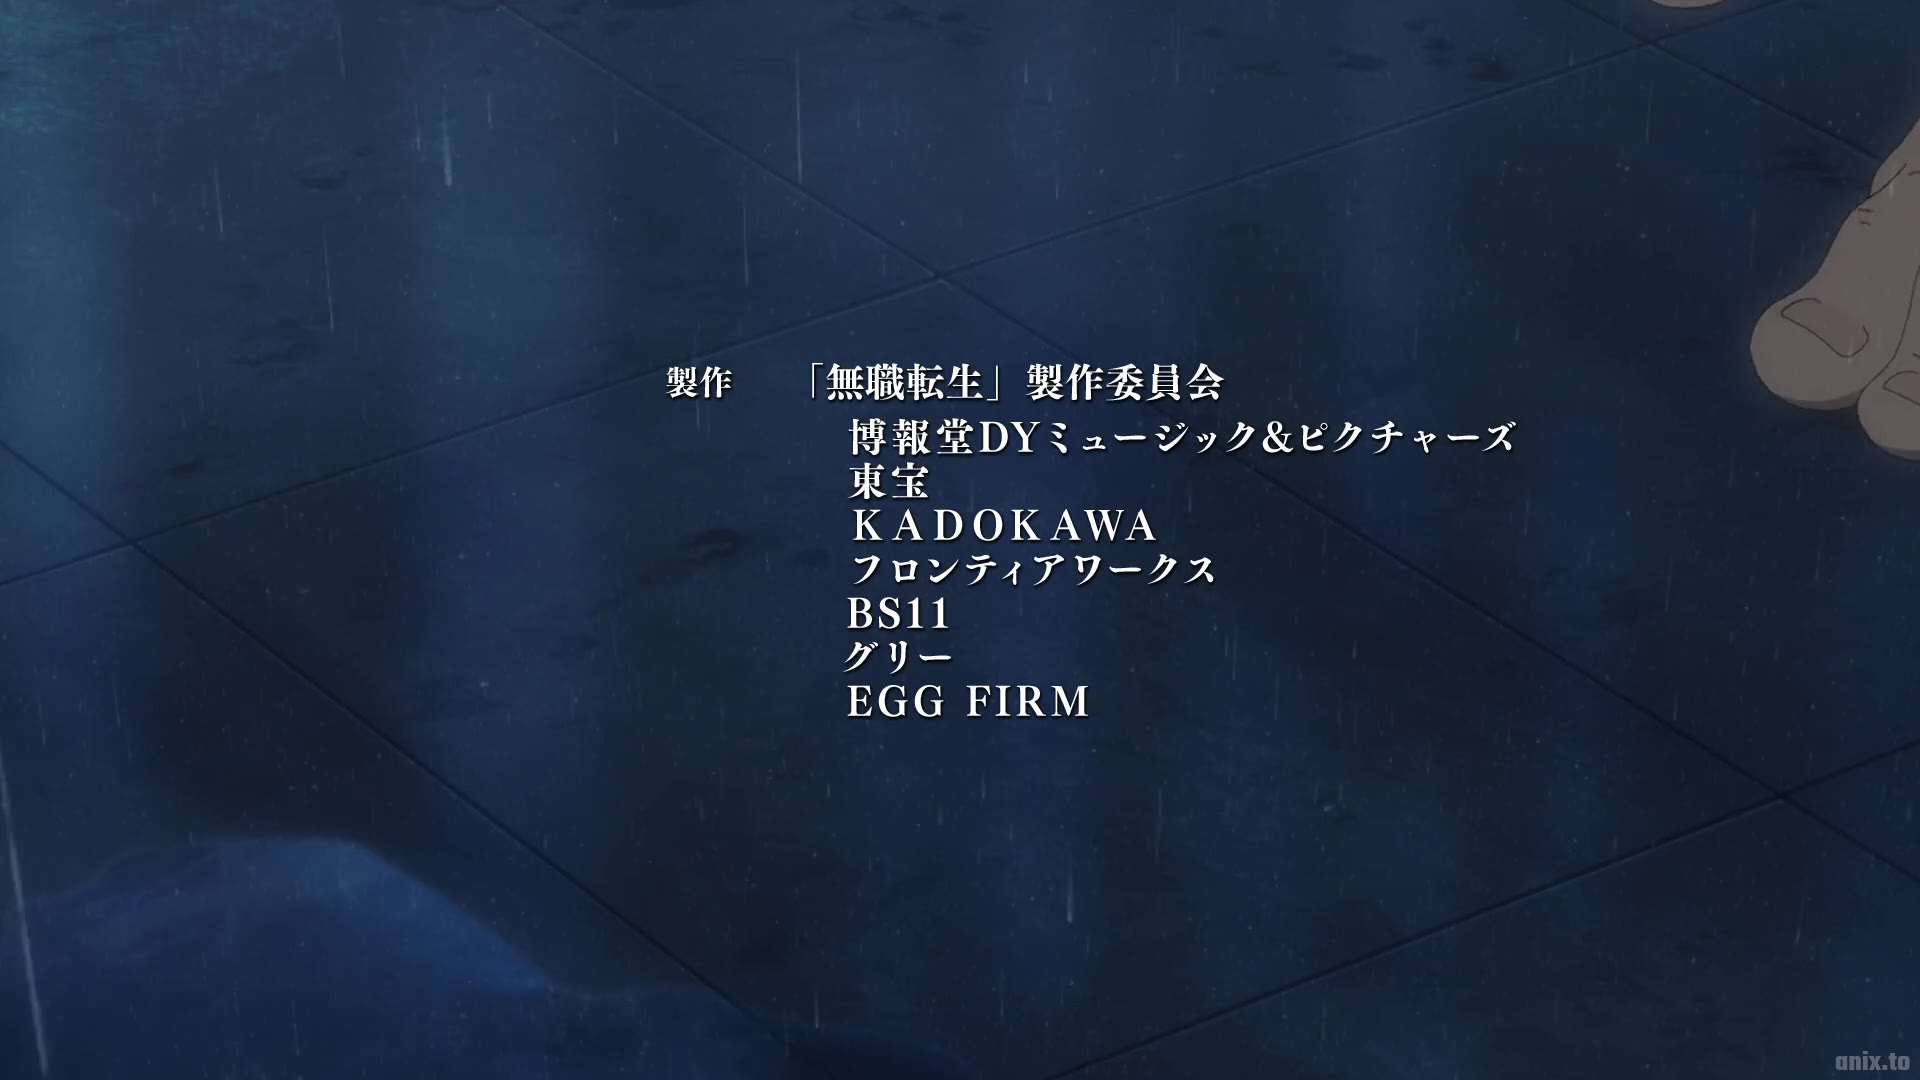 製作 「無職転生」製作委員会
博報堂DYミュージック&ピクチャーズ
東宝
KADOKAWA
フロンティアワークス
BS11
グリー
EGG FIRM
anix.to